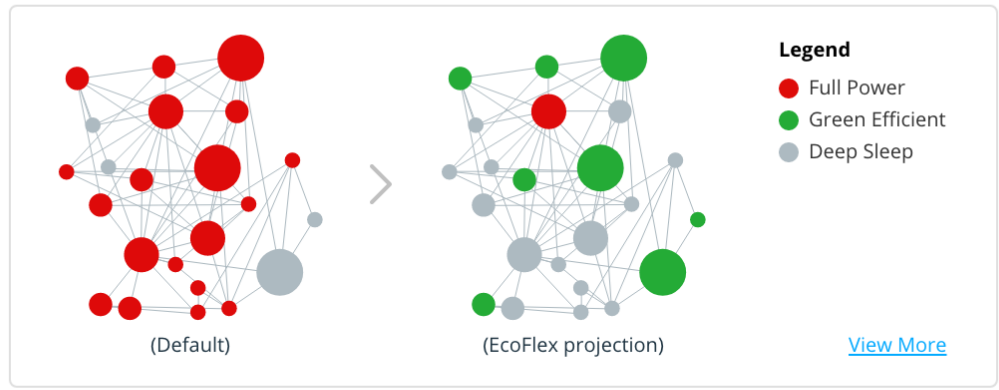 Legend
Full Power
Green Efficient
Deep Sleep
(Default)
(EcoFlex projection)
View More